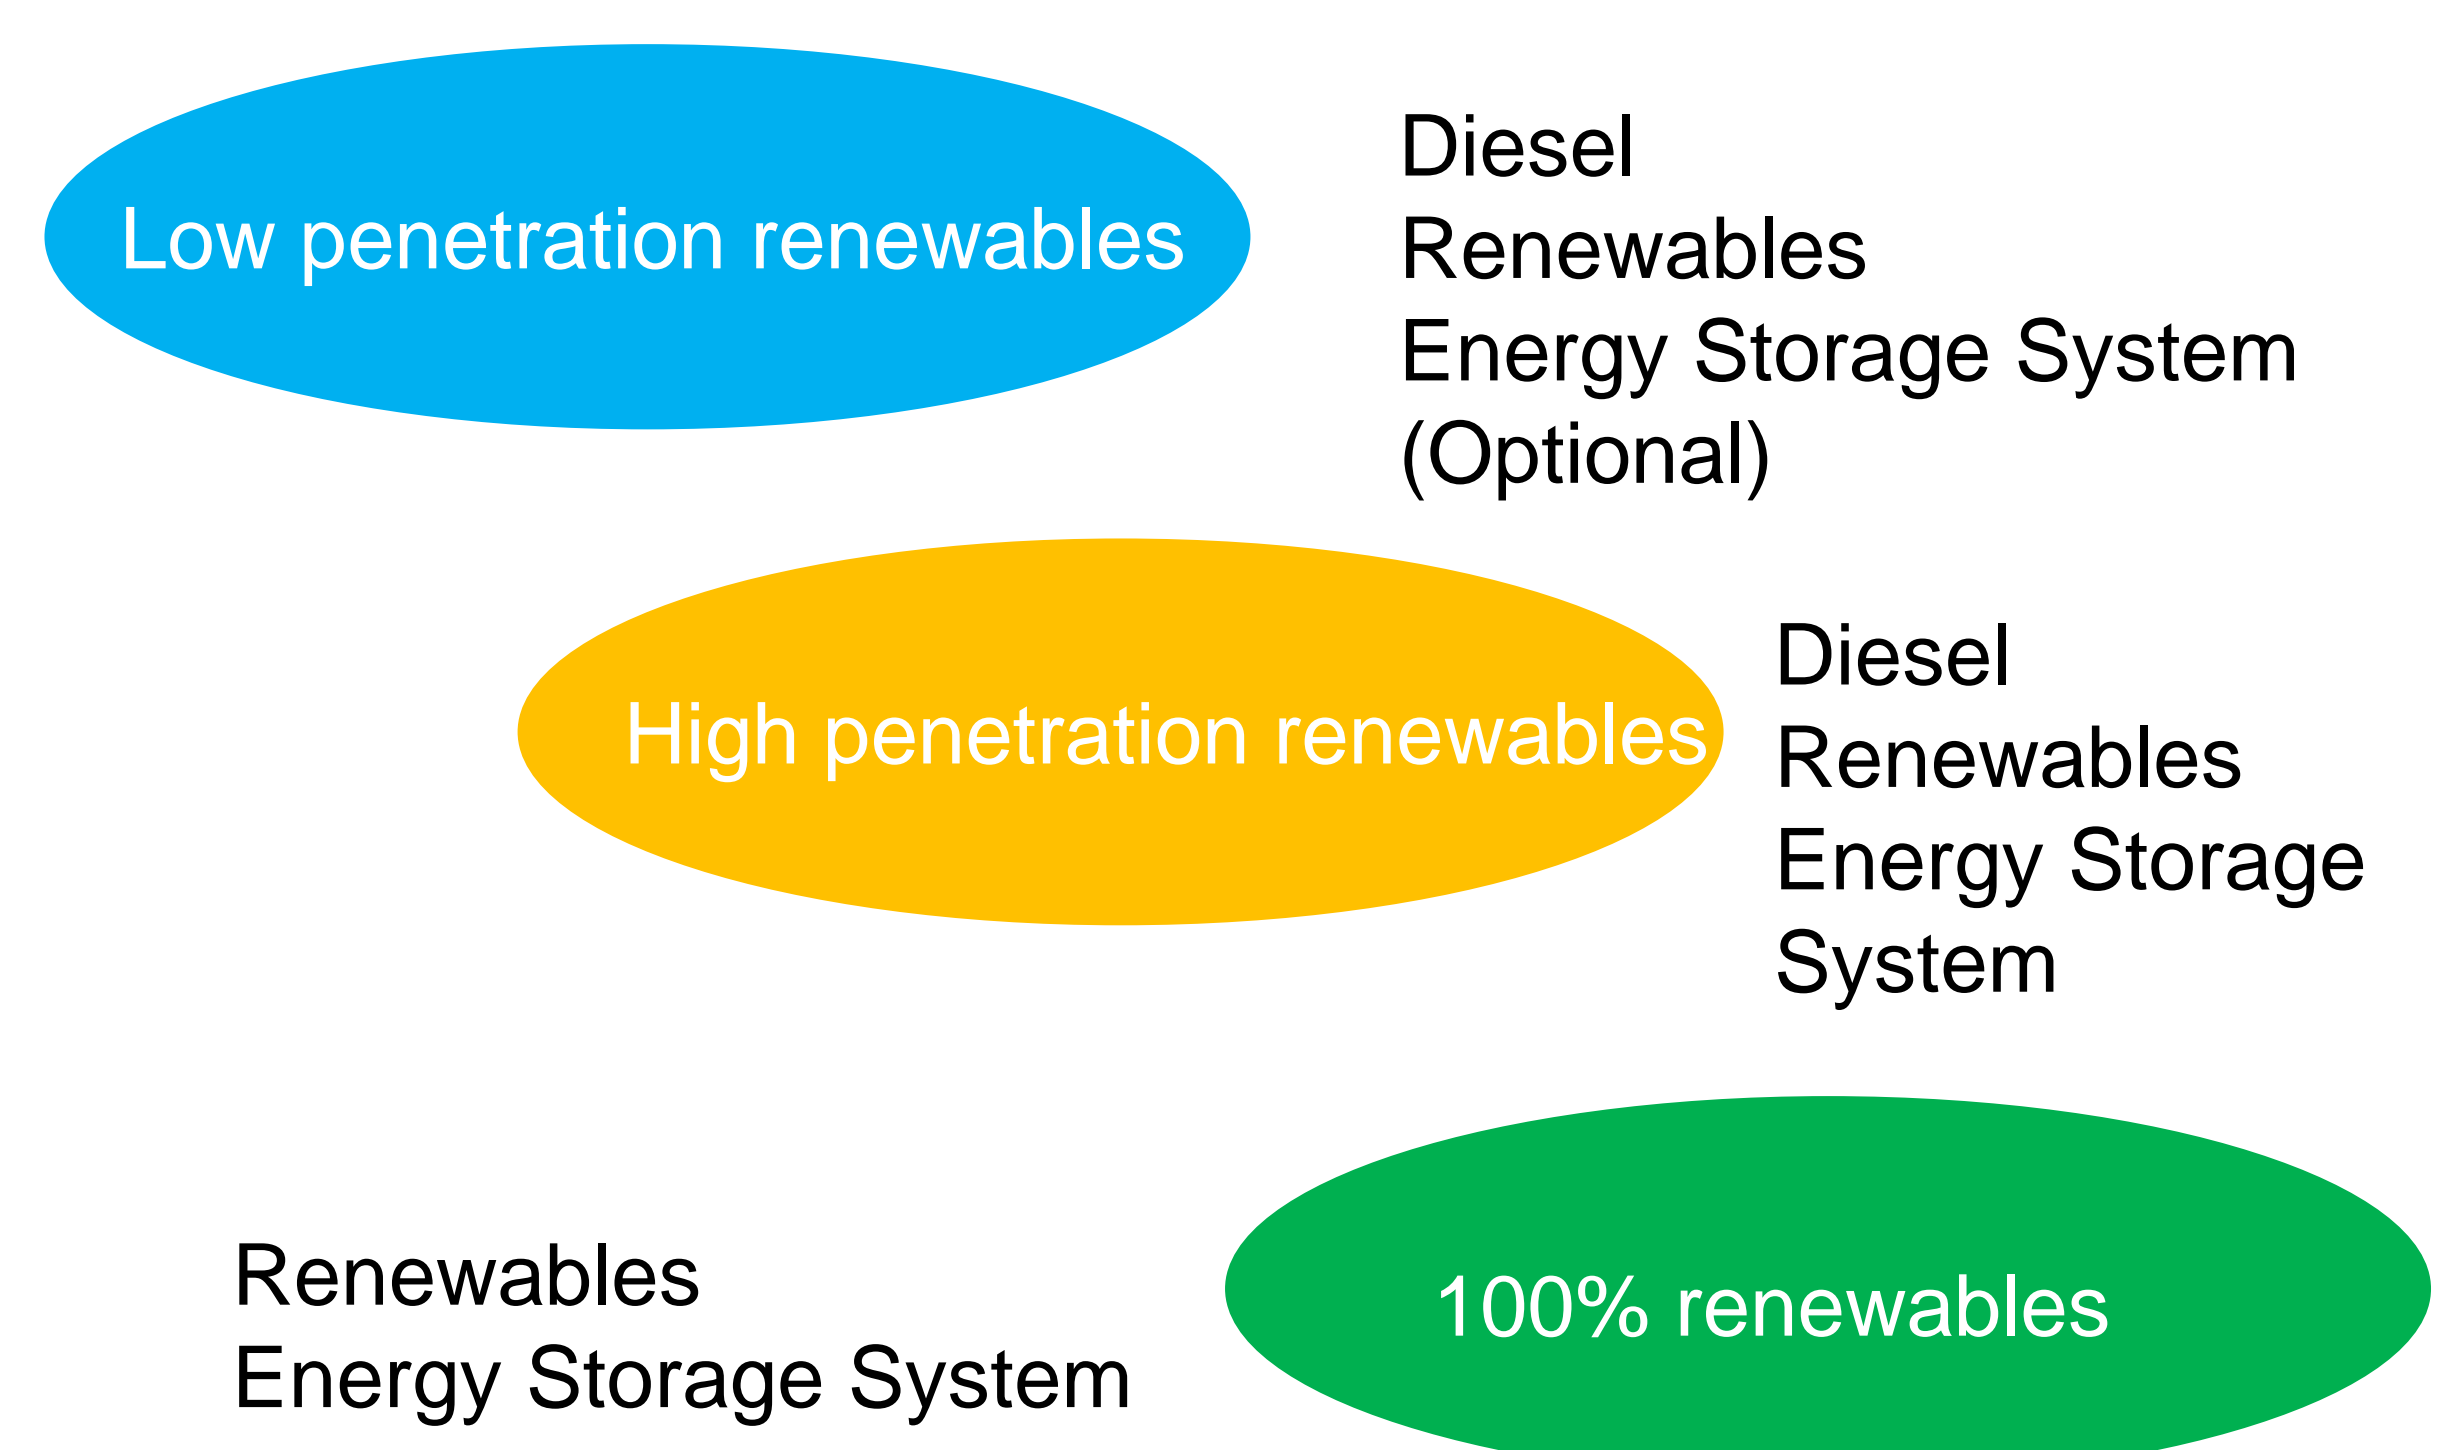 Low penetration renewables
Diesel
Renewables
Energy Storage System
(Optional)
High penetration renewables
Diesel
Renewables
Energy Storage
System
Renewables
Energy Storage System
100% renewables